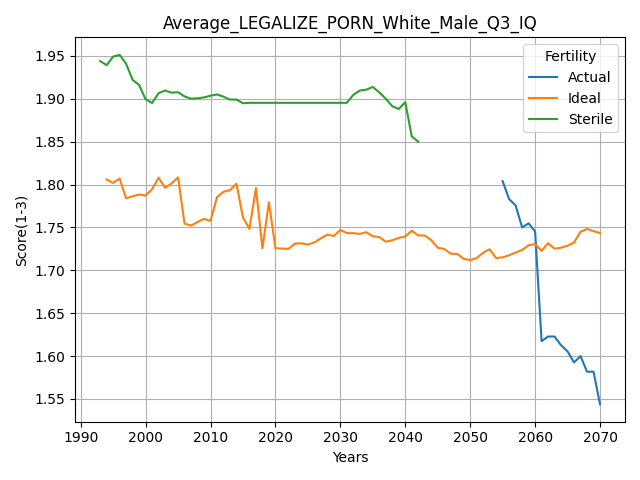 Average_LEGALIZE_PORN_White_Male_Q3_IQ
Fertility
Actual
Ideal
Sterile
Score(1-3)
1.95
1.90
1.85
1.80
1.75
1.70
1.65
1.60
1.55
1990 2000 2010 2020 2030 2040 2050 2060 2070
Years